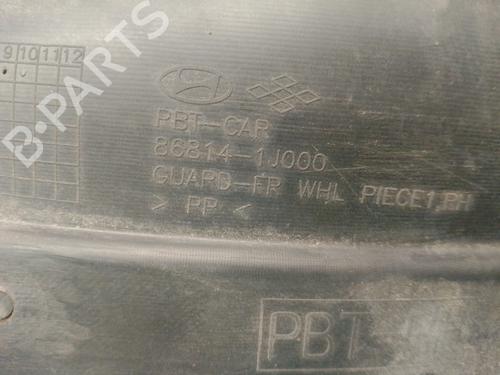 9 10 11 12
PBT-CAR
86814-1J000
GUARD-FR WHL PIECE1,RH
> PP <
PBT
B-PARTS